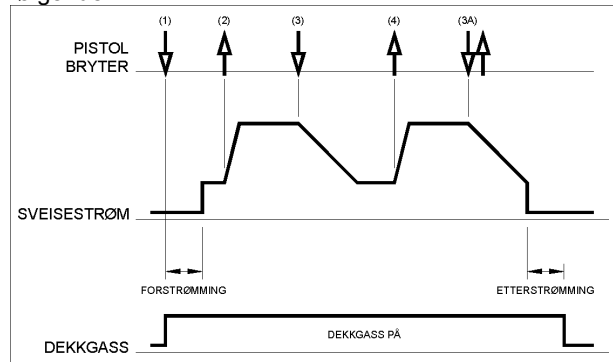 (1) (2) (3) (4) (3A)
PISTOL
BRYTER
SVEISESTRØM
FORSTRØMMING ETTERSTRØMMING
DEKKGASS PÅ
DEKKGASS